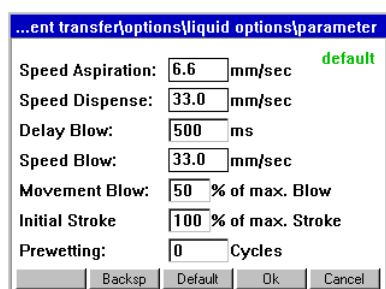 ...ent transfer\options\liquid options\parameter
default
Speed Aspiration: 6.6 mm/sec
Speed Dispense: 33.0 mm/sec
Delay Blow: 500 ms
Speed Blow: 33.0 mm/sec
Movement Blow: 50 % of max. Blow
Initial Stroke 100 % of max. Stroke
Prewetting: 0 Cycles
Backsp Default Ok Cancel